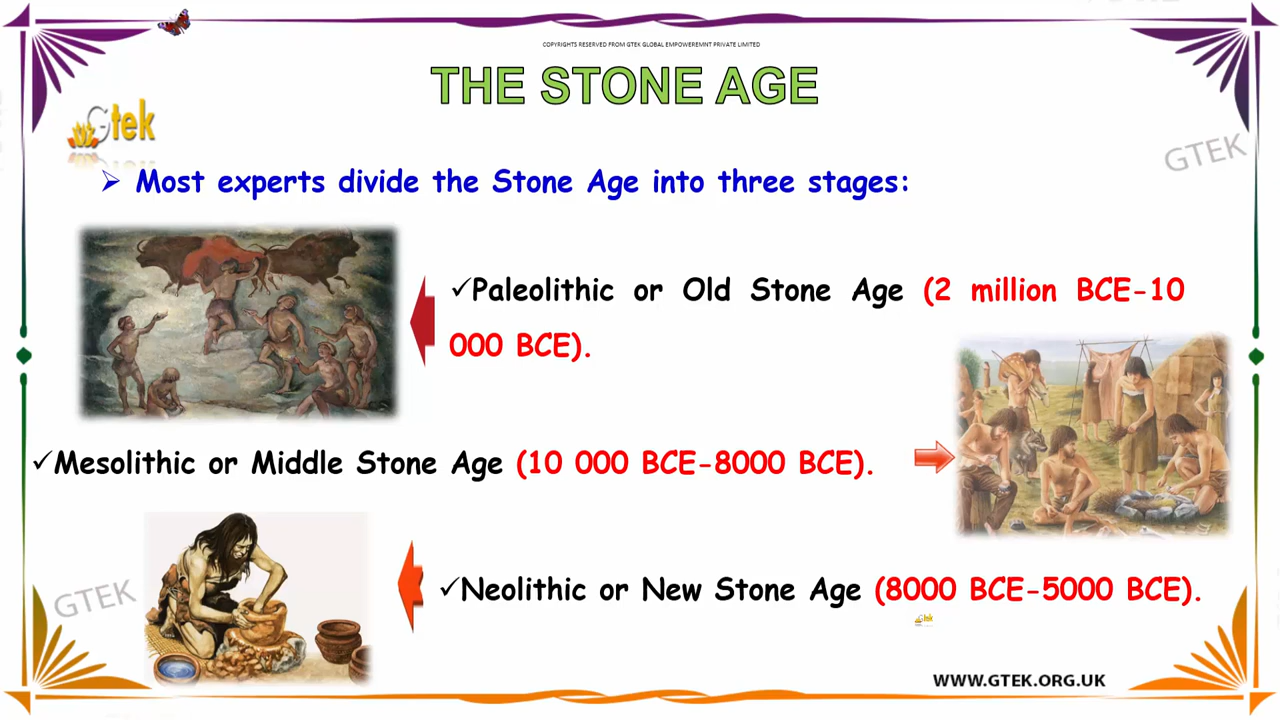 COPYRIGHTS RESERVED FROM GTEK GLOBAL EMPOWEREMNT PRIVATE LIMITED
THE STONE AGE
Gtek
GTEK
➢ Most experts divide the Stone Age into three stages:
✓Paleolithic or Old Stone Age (2 million BCE-10
000 BCE).
✓Mesolithic or Middle Stone Age (10 000 BCE-8000 BCE).
✓Neolithic or New Stone Age (8000 BCE-5000 BCE).
GTEK
Gtek
WWW.GTEK.ORG.UK